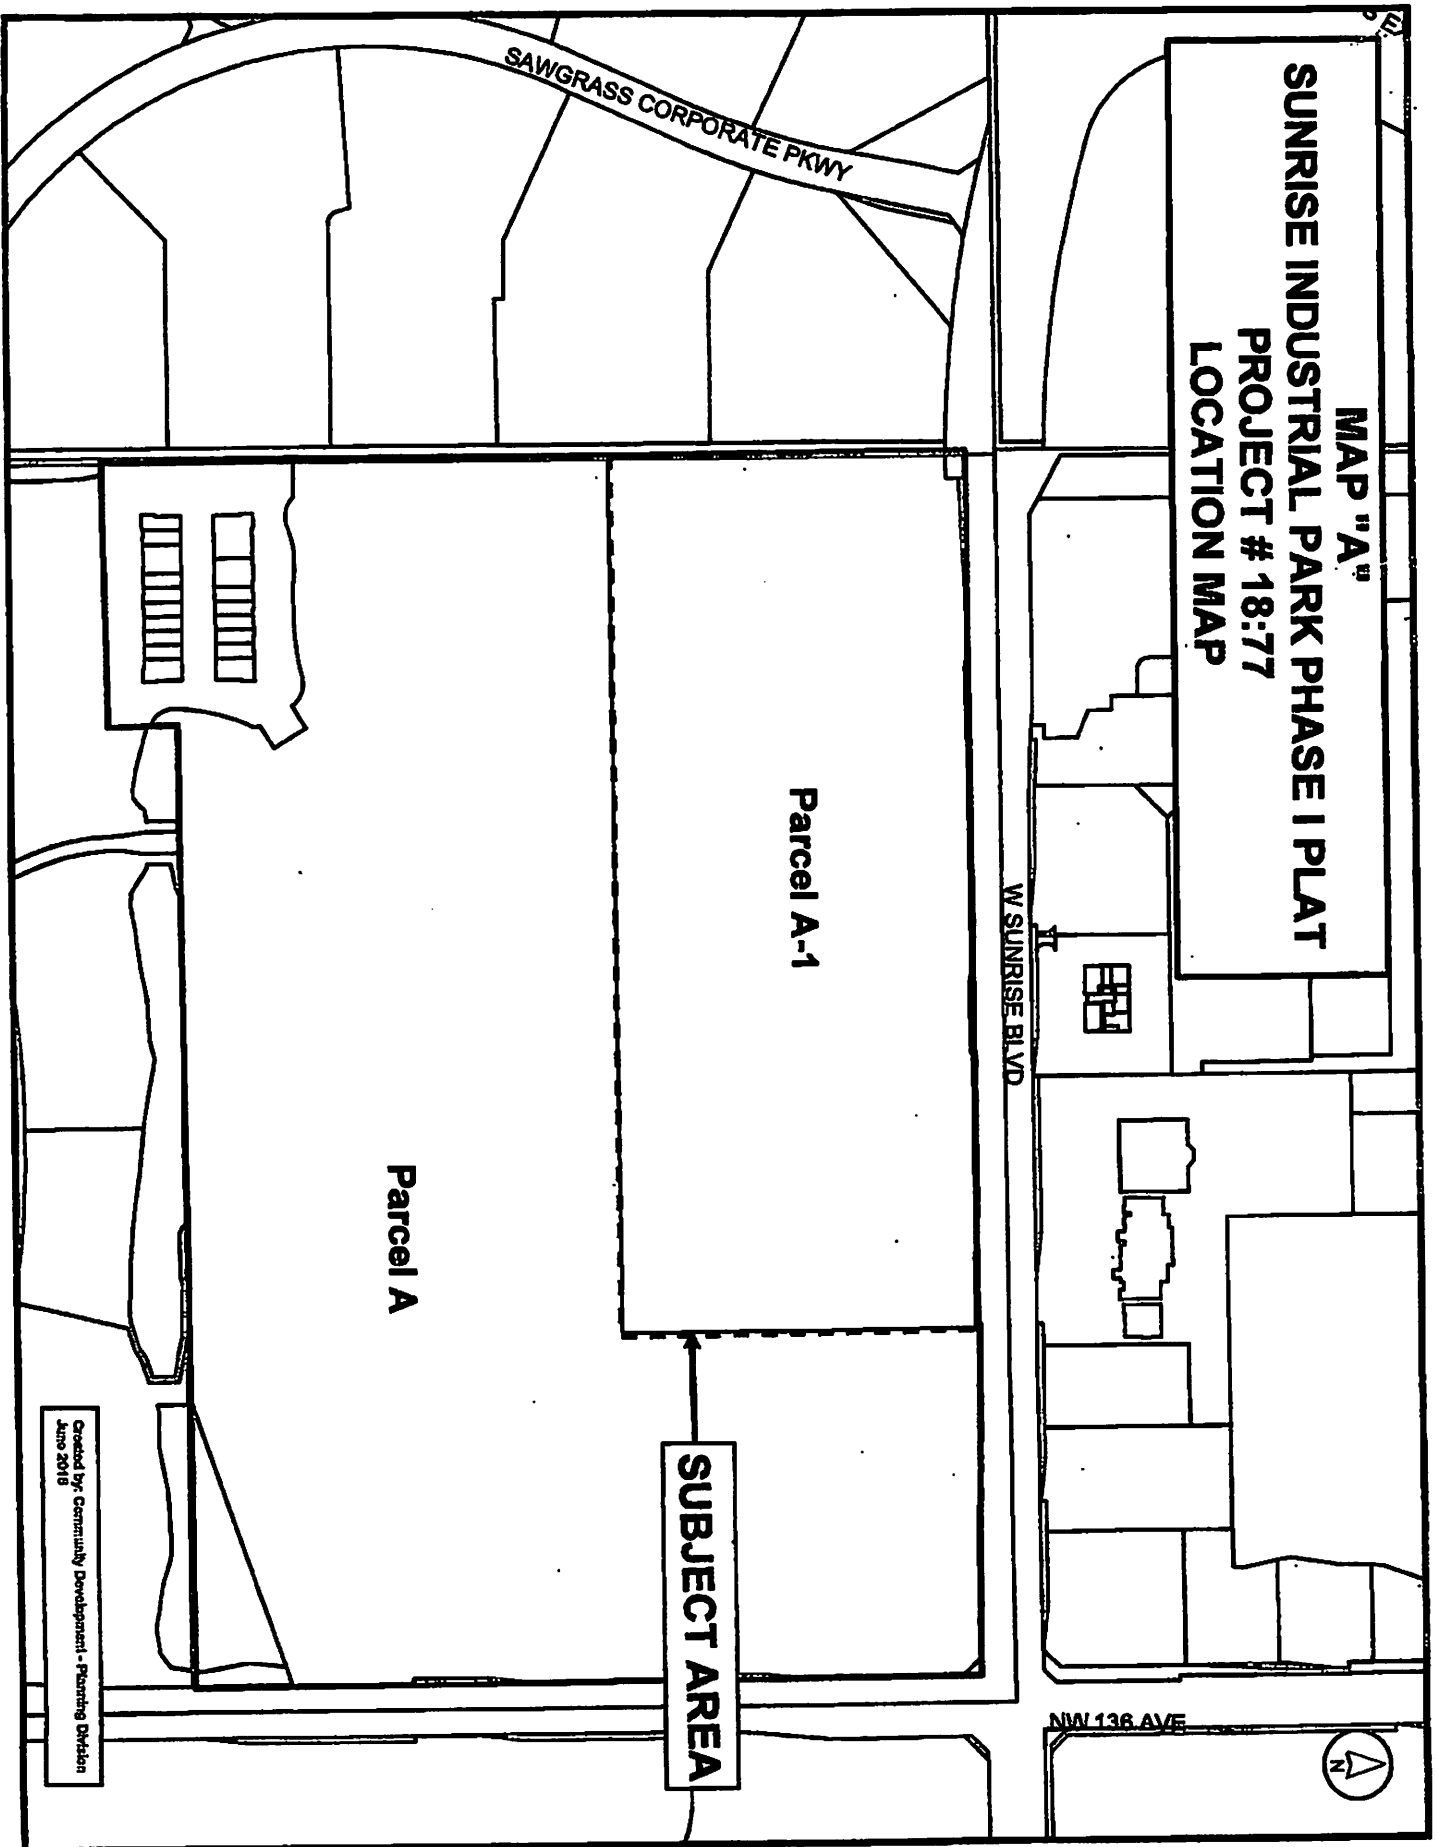 MAP "A"
SUNRISE INDUSTRIAL PARK PHASE I PLAT
PROJECT # 18:77
LOCATION MAP
SAWGRASS CORPORATE PKWY
W SUNRISE BLVD
NW 136 AVE
N
Parcel A-1
Parcel A
SUBJECT AREA
Created by: Community Development - Planning Division
June 2018